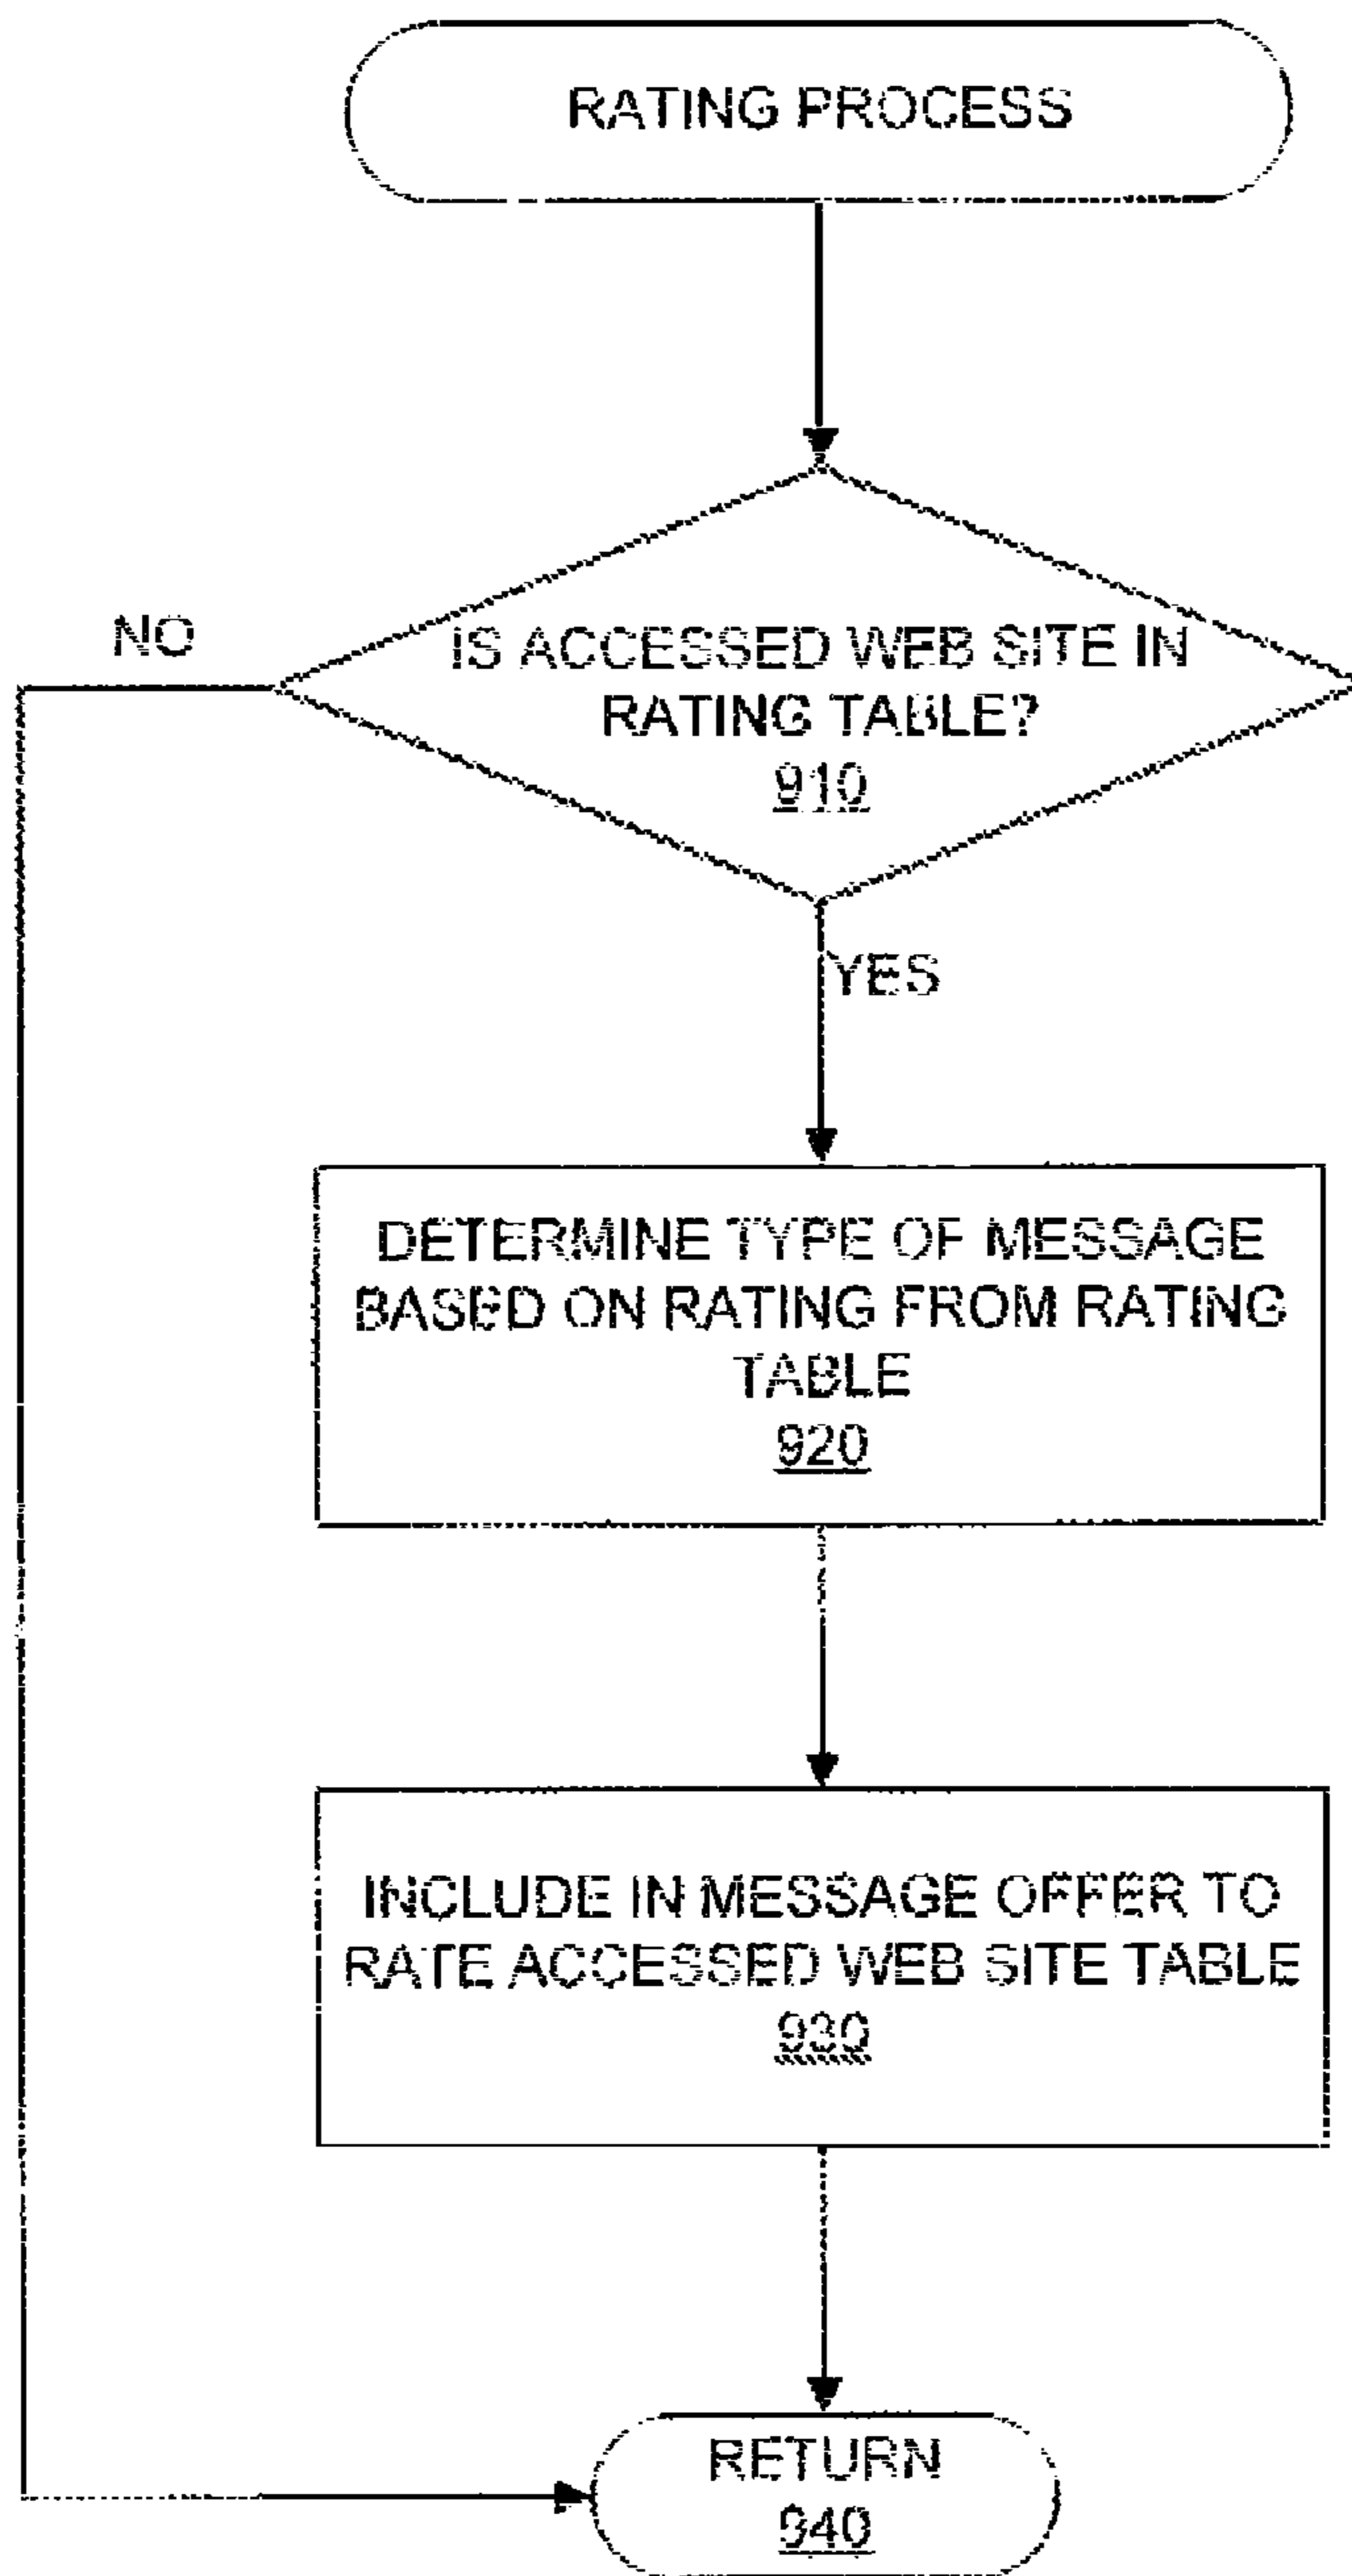 RATING PROCESS
NO
IS ACCESSED WEB SITE IN
RATING TABLE?
910
YES
DETERMINE TYPE OF MESSAGE
BASED ON RATING FROM RATING
TABLE
920
INCLUDE IN MESSAGE OFFER TO
RATE ACCESSED WEB SITE TABLE
930
RETURN
940